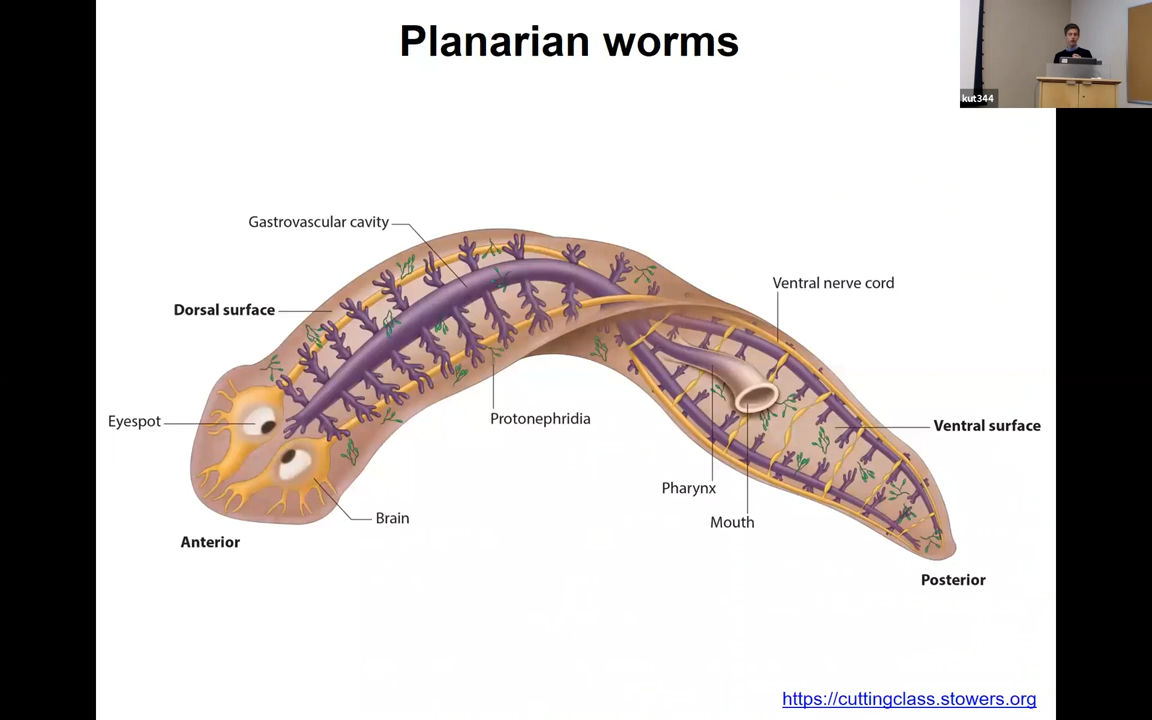 Planarian worms
kut344
Gastrovascular cavity
Ventral nerve cord
Dorsal surface
Eyespot
Protonephridia
Ventral surface
Pharynx
Brain
Mouth
Anterior
Posterior
https://cuttingclass.stowers.org